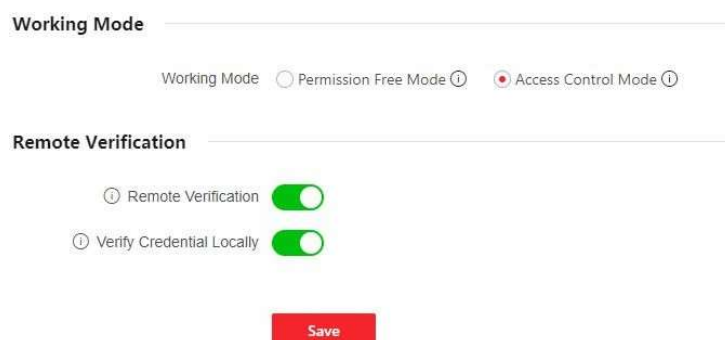 Working Mode
Working Mode Permission Free Mode Access Control Mode
Remote Verification
Remote Verification
Verify Credential Locally
Save